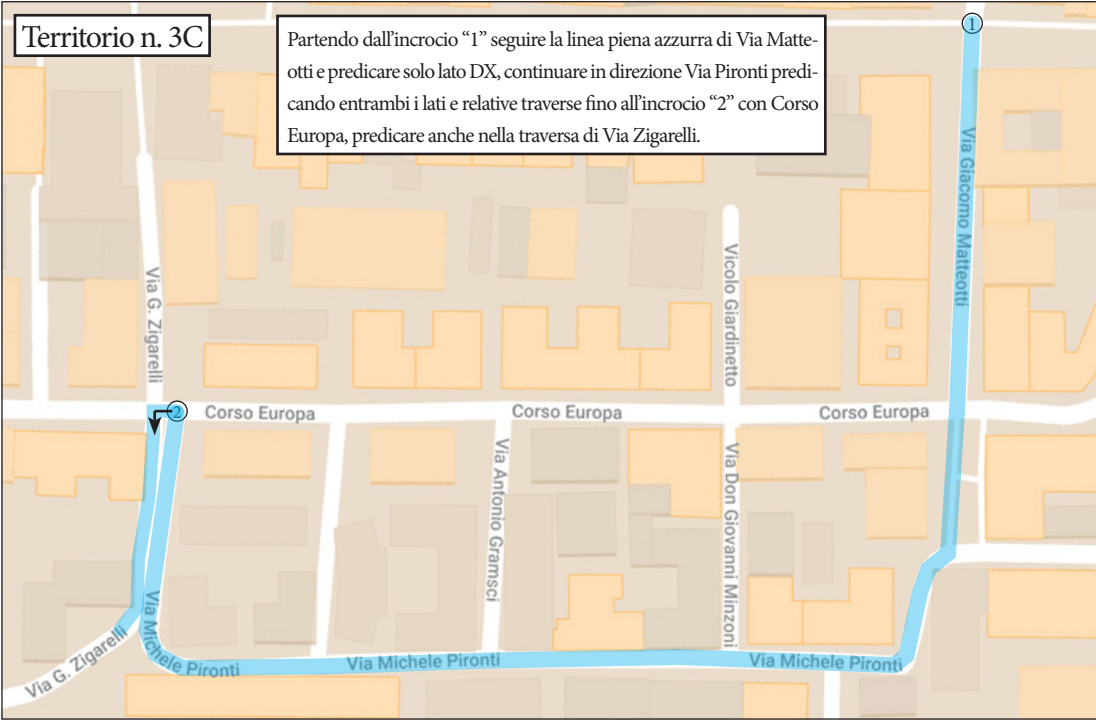 Territorio n. 3C
Partendo dall'incrocio “1” seguire la linea piena azzurra di Via Matte-
otti e predicare solo lato DX, continuare in direzione Via Pironti predi-
cando entrambi i lati e relative traverse fino all'incrocio “2” con Corso
Europa, predicare anche nella traversa di Via Zigarelli.
1
Via Giacomo Matteotti
Via G. Zigarelli
Vicolo Giardinetto
2
Corso Europa
Corso Europa
Corso Europa
Via Antonio Gramsci
Via Don Giovanni Minzoni
Via G. Zigarelli
Via Michele Pironti
Via Michele Pironti
Via Michele Pironti